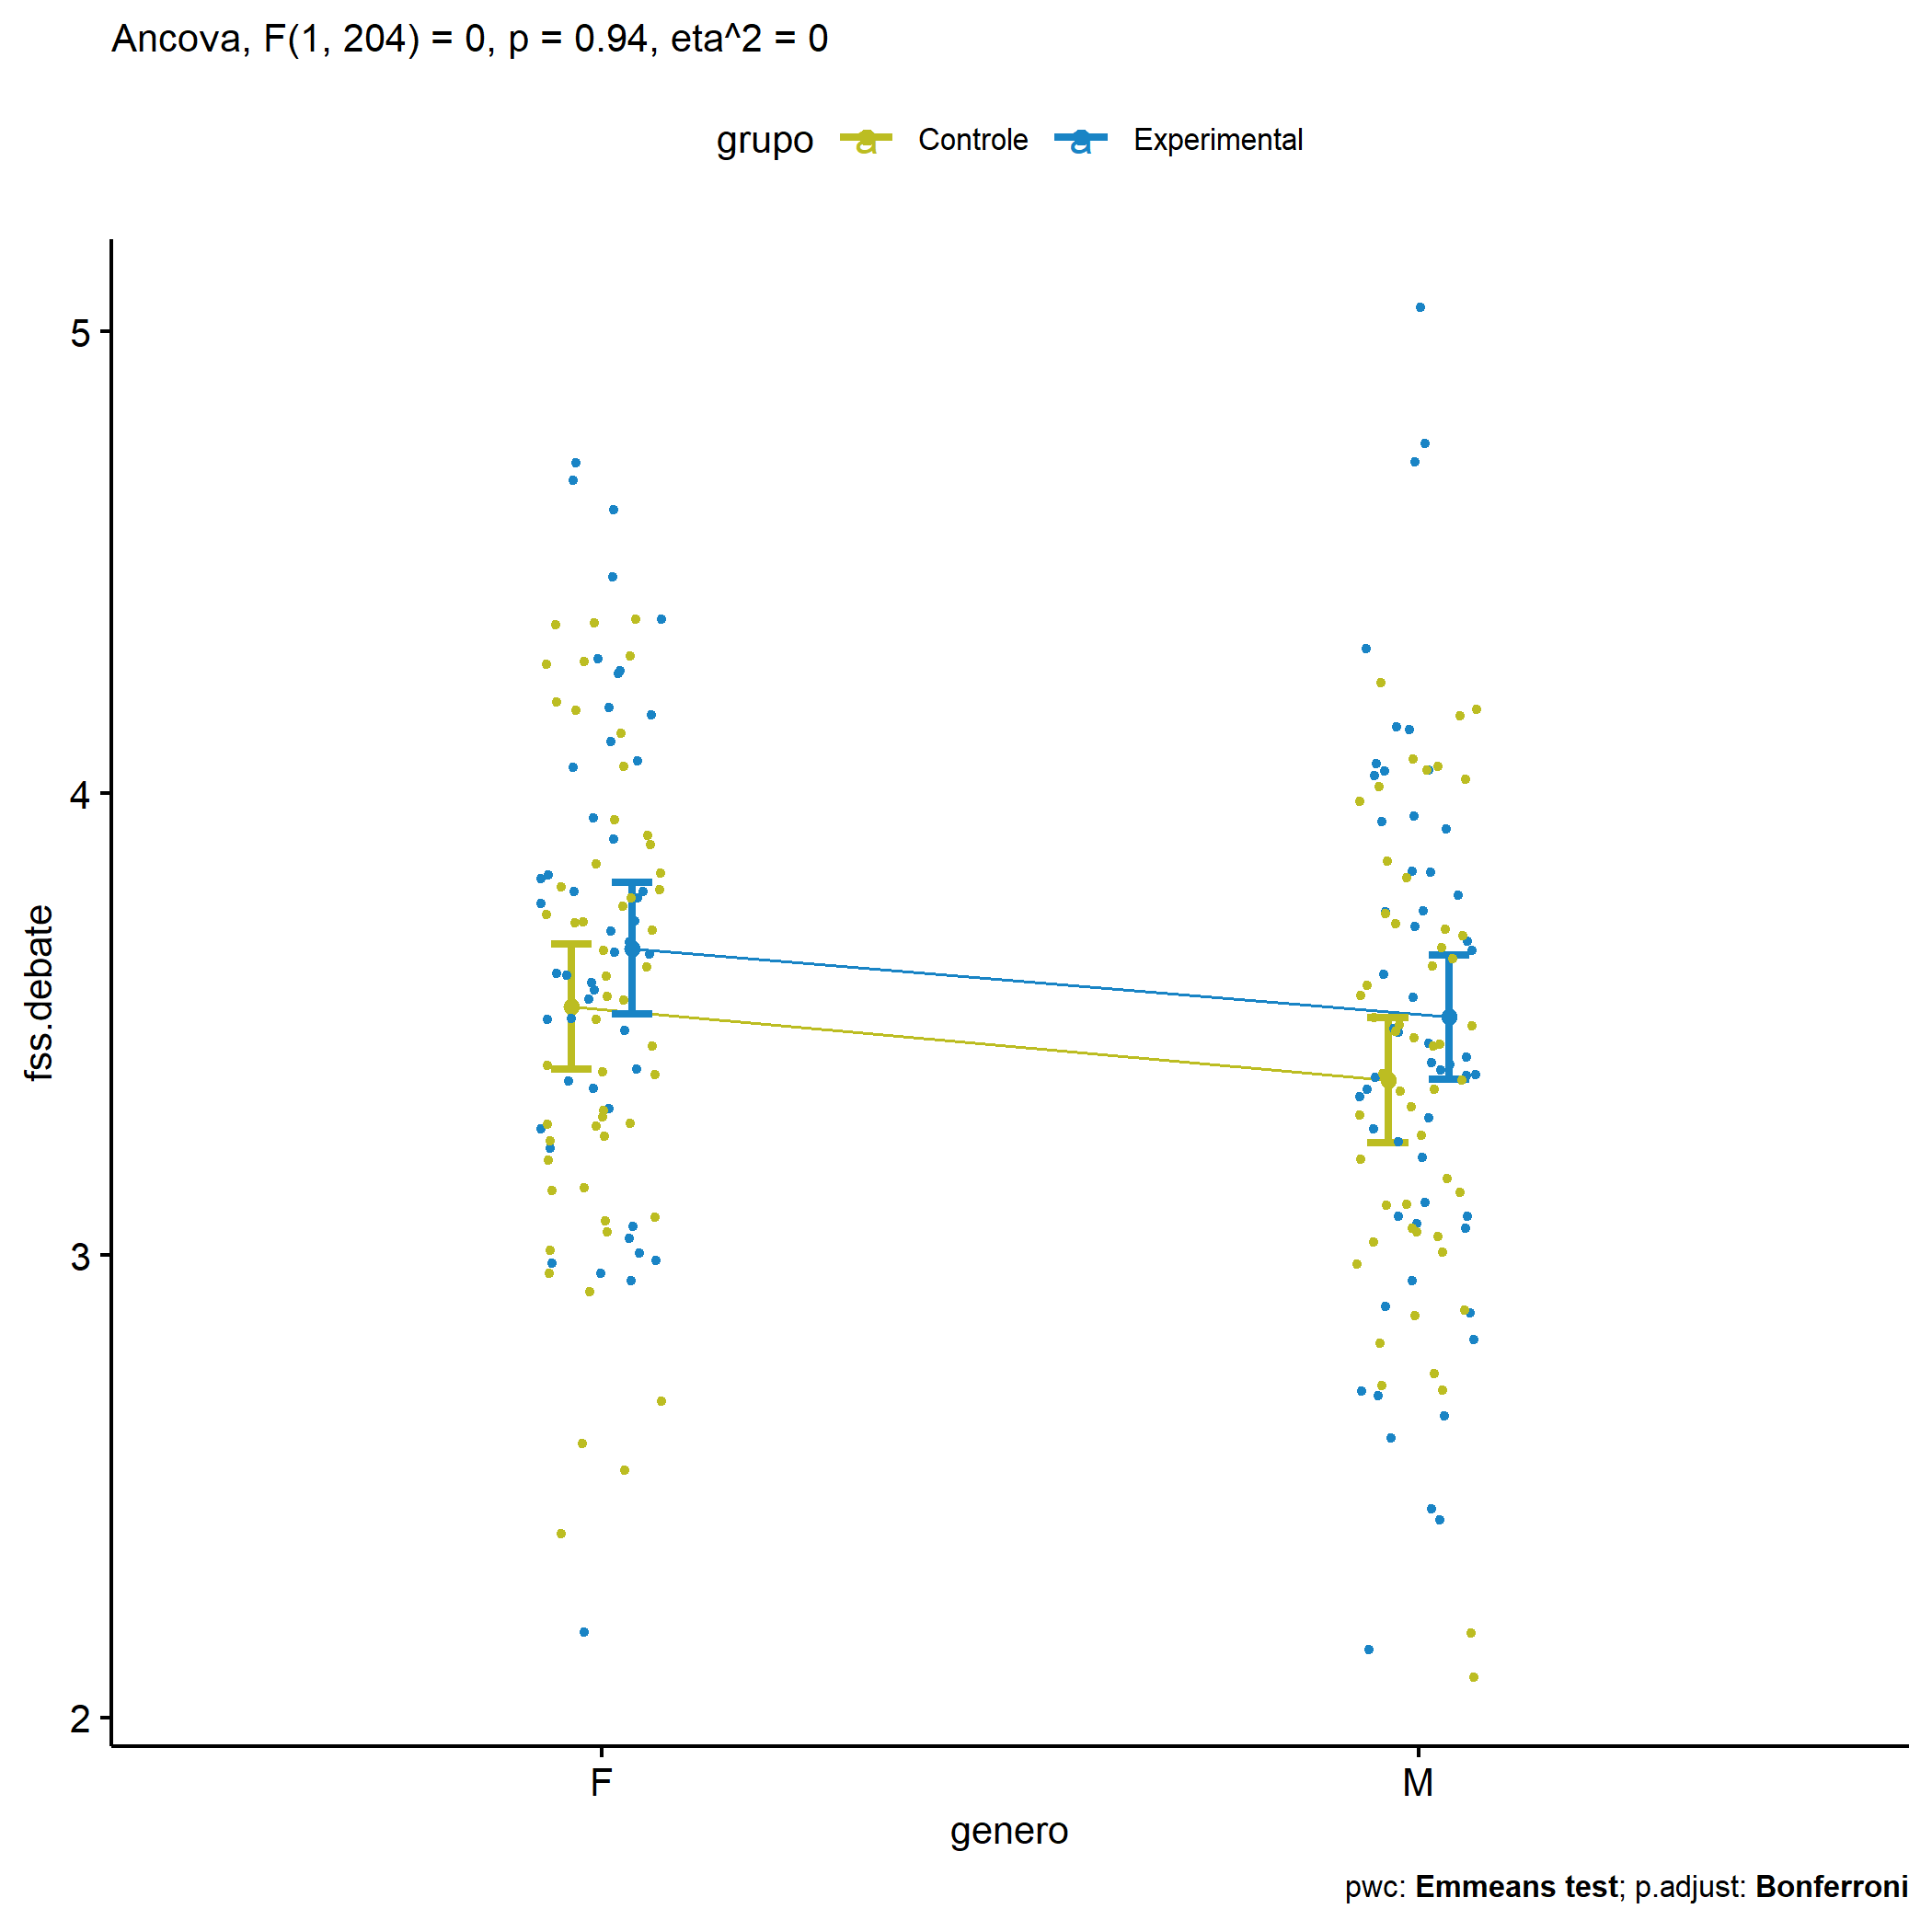 Ancova, F(1, 204) = 0, p = 0.94, eta^2 = 0
grupo a Controle a Experimental
5
4
3
2
fss.debate
F M
genero
pwc: Emmeans test; p.adjust: Bonferroni